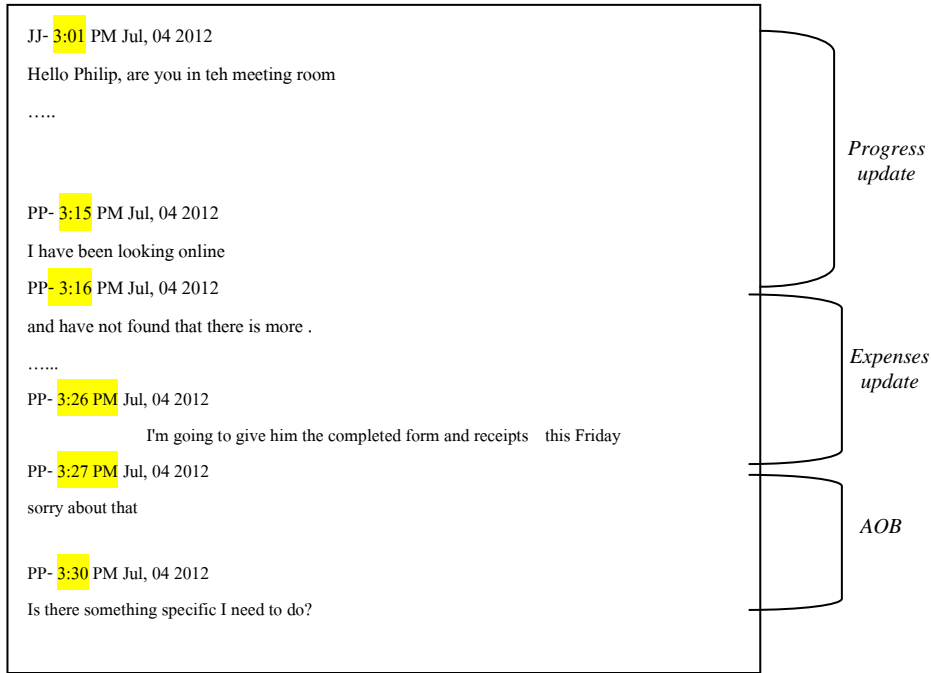 JJ- 3:01 PM Jul, 04 2012
Hello Philip, are you in teh meeting room
…..
Progress
update
PP- 3:15 PM Jul, 04 2012
I have been looking online
PP- 3:16 PM Jul, 04 2012
and have not found that there is more .
…...
Expenses
update
PP- 3:26 PM Jul, 04 2012
I'm going to give him the completed form and receipts this Friday
PP- 3:27 PM Jul, 04 2012
sorry about that
AOB
PP- 3:30 PM Jul, 04 2012
Is there something specific I need to do?